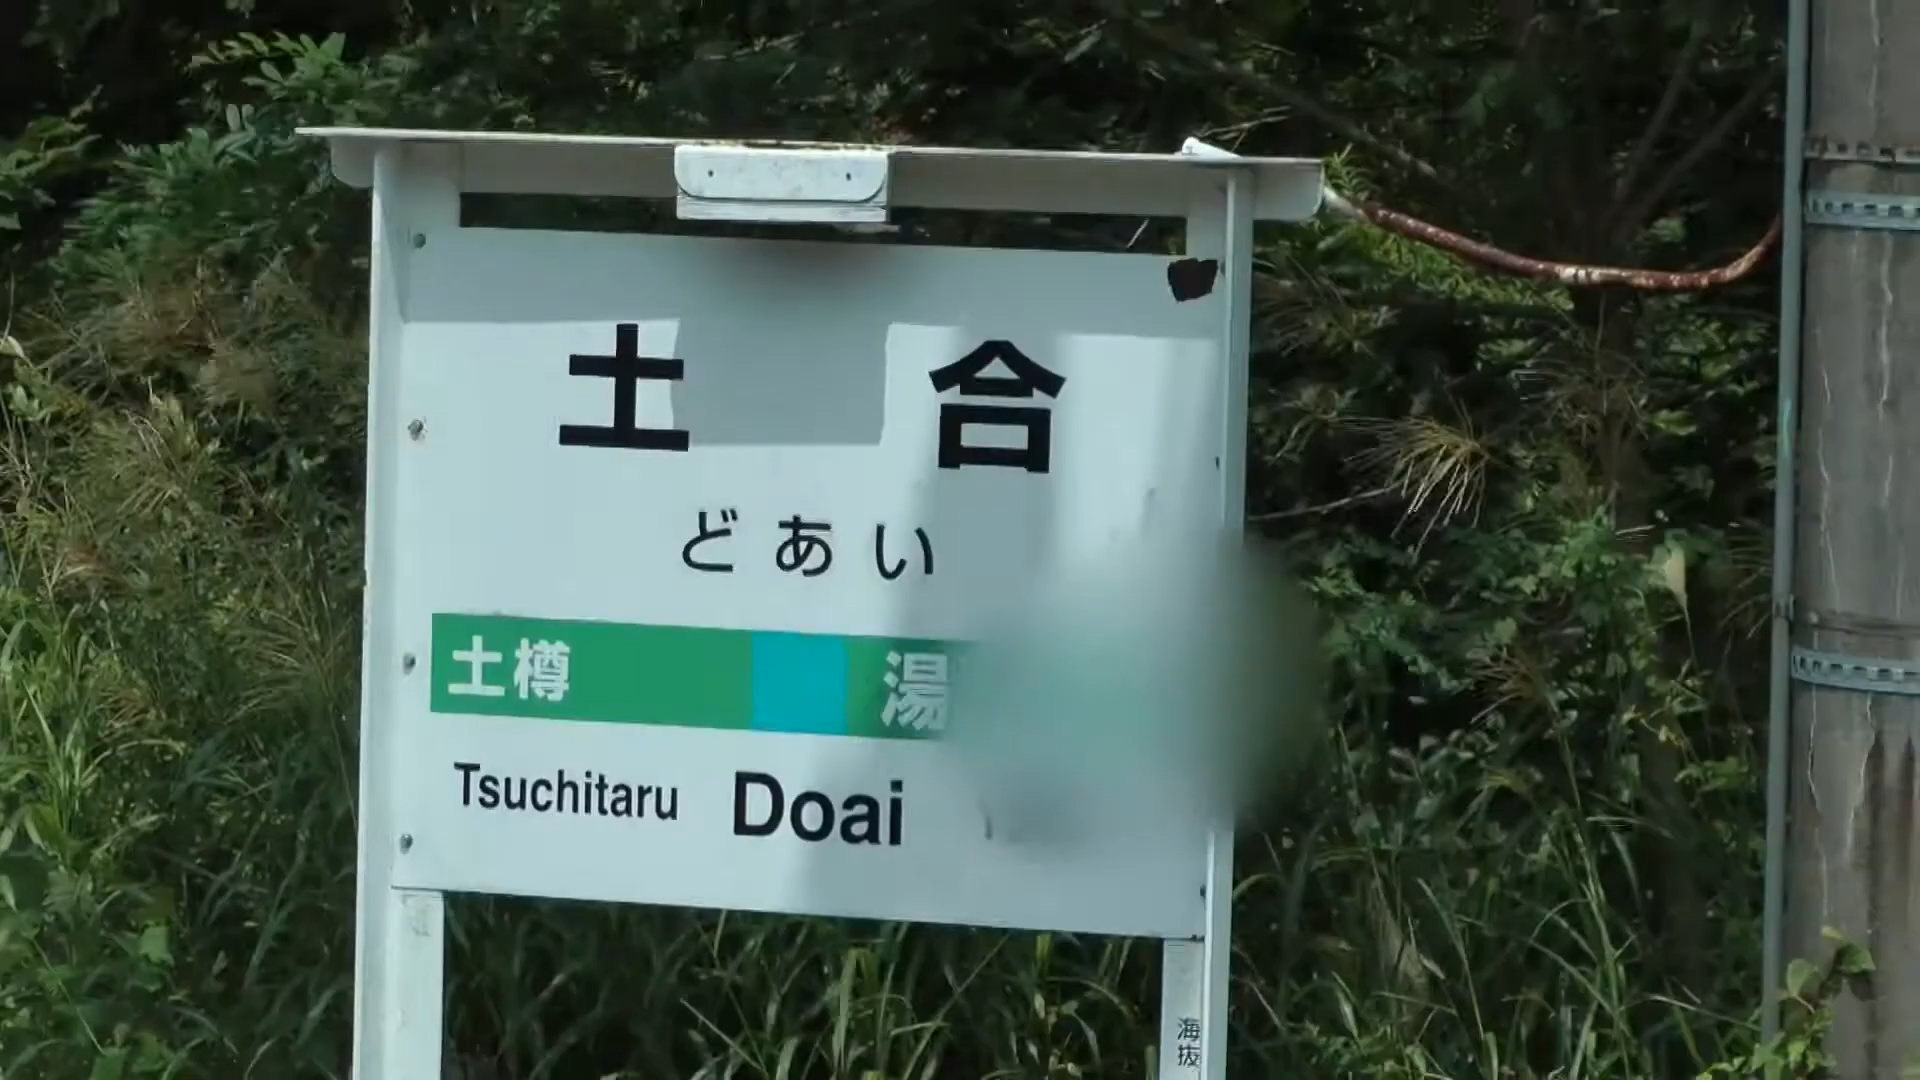 土合
どあい
土樽 湯
Tsuchitaru Doai
海抜